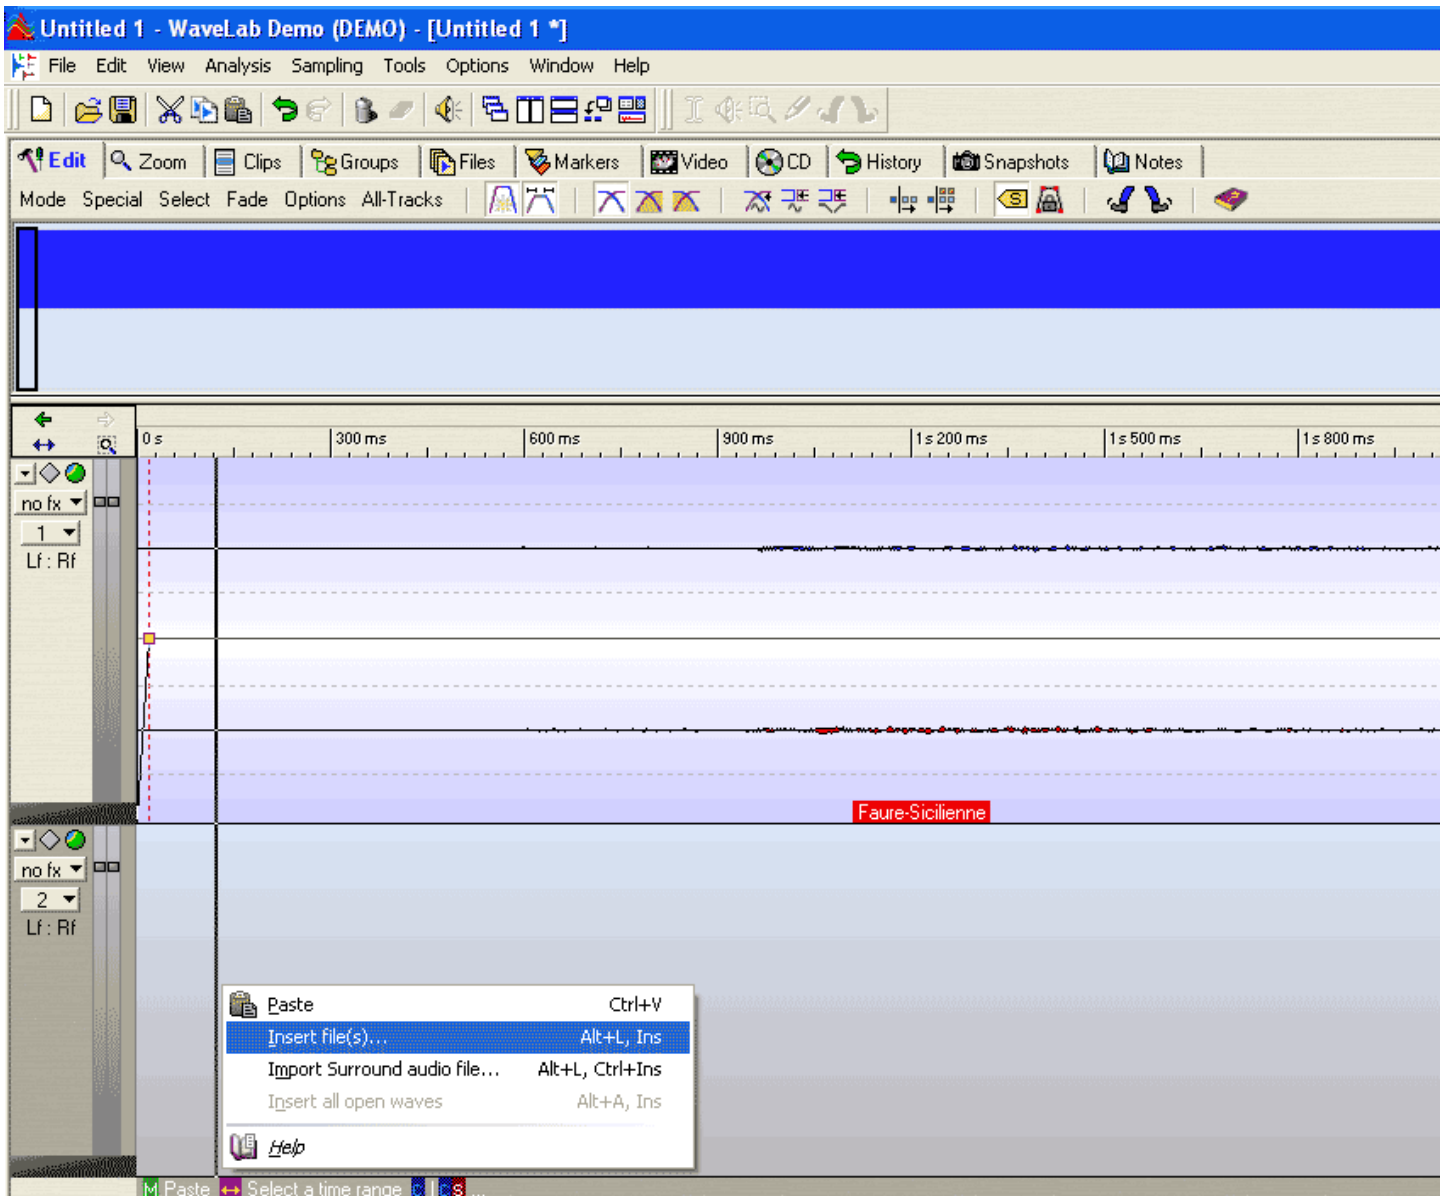 Untitled 1 - WaveLab Demo (DEMO) - [Untitled 1 *]
File Edit View Analysis Sampling Tools Options Window Help
Edit Zoom Clips Groups Files Markers Video CD History Snapshots Notes
Mode Special Select Fade Options All-Tracks S
0 s 300 ms 600 ms 900 ms 1 s 200 ms 1 s 500 ms 1 s 800 ms
no fx
1
Lf : Rf
Faure-Sicilienne
no fx
2
Lf : Rf
Paste Ctrl+V
Insert file(s)... Alt+L, Ins
Import Surround audio file... Alt+L, Ctrl+Ins
Insert all open waves Alt+A, Ins
Help
M Paste Select a time range c | c s ...